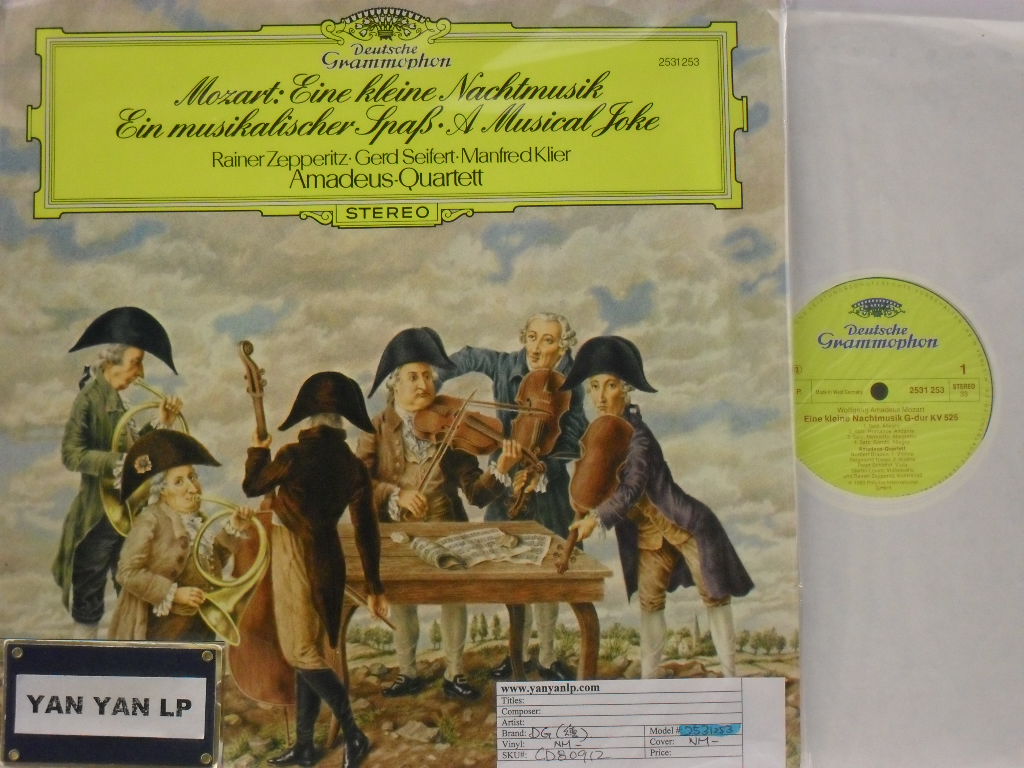 Deutsche
Grammophon
2531253
Mozart: Eine kleine Nachtmusik
Ein musikalischer Spaß · A Musical Joke
Rainer Zepperitz · Gerd Seifert · Manfred Klier
Amadeus-Quartett
STEREO
Deutsche
Grammophon
1
Made in West Germany
2531 253
STEREO
33
Wolfgang Amadeus Mozart
Eine kleine Nachtmusik G-dur KV 525
Amadeus-Quartett
YAN YAN LP
www.yanyanlp.com
Titles:
Composer:
Artist:
Brand: DG
Model # 2531253
Vinyl: NM-
Cover: NM-
SKU#: CD80912
Price: